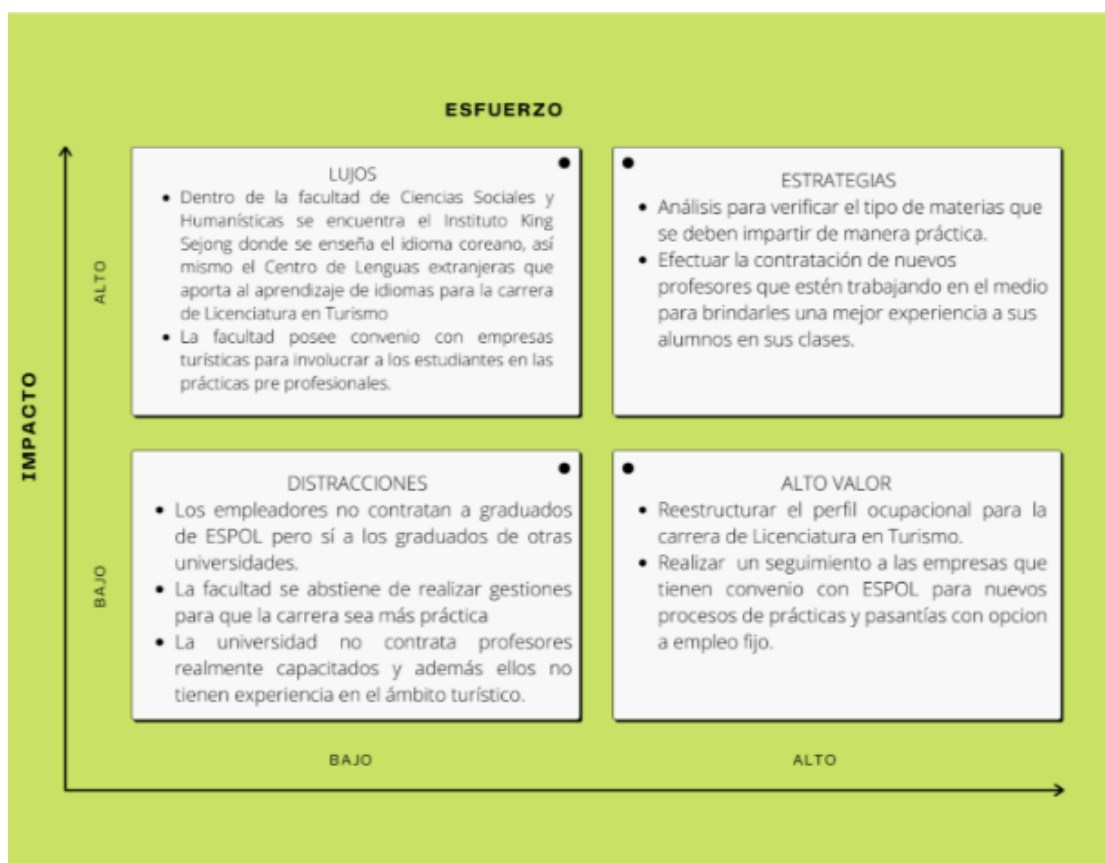 ESFUERZO
LUJOS
• Dentro de la facultad de Ciencias Sociales y
Humanísticas se encuentra el Instituto King
Sejong donde se enseña el idioma coreano, así
mismo el Centro de Lenguas extranjeras que
aporta al aprendizaje de idiomas para la carrera
de Licenciatura en Turismo
• La facultad posee convenio con empresas
turísticas para involucrar a los estudiantes en las
prácticas pre profesionales.
ESTRATEGIAS
• Análisis para verificar el tipo de materias que
se deben impartir de manera práctica.
• Efectuar la contratación de nuevos
profesores que estén trabajando en el medio
para brindarles una mejor experiencia a sus
alumnos en sus clases.
ALTO
IMPACTO
DISTRACCIONES
• Los empleadores no contratan a graduados
de ESPOL pero sí a los graduados de otras
universidades.
• La facultad se abstiene de realizar gestiones
para que la carrera sea más práctica
• La universidad no contrata profesores
realmente capacitados y además ellos no
tienen experiencia en el ámbito turístico.
ALTO VALOR
• Reestructurar el perfil ocupacional para la
carrera de Licenciatura en Turismo.
• Realizar un seguimiento a las empresas que
tienen convenio con ESPOL para nuevos
procesos de prácticas y pasantías con opcion
a empleo fijo.
BAJO
BAJO
ALTO